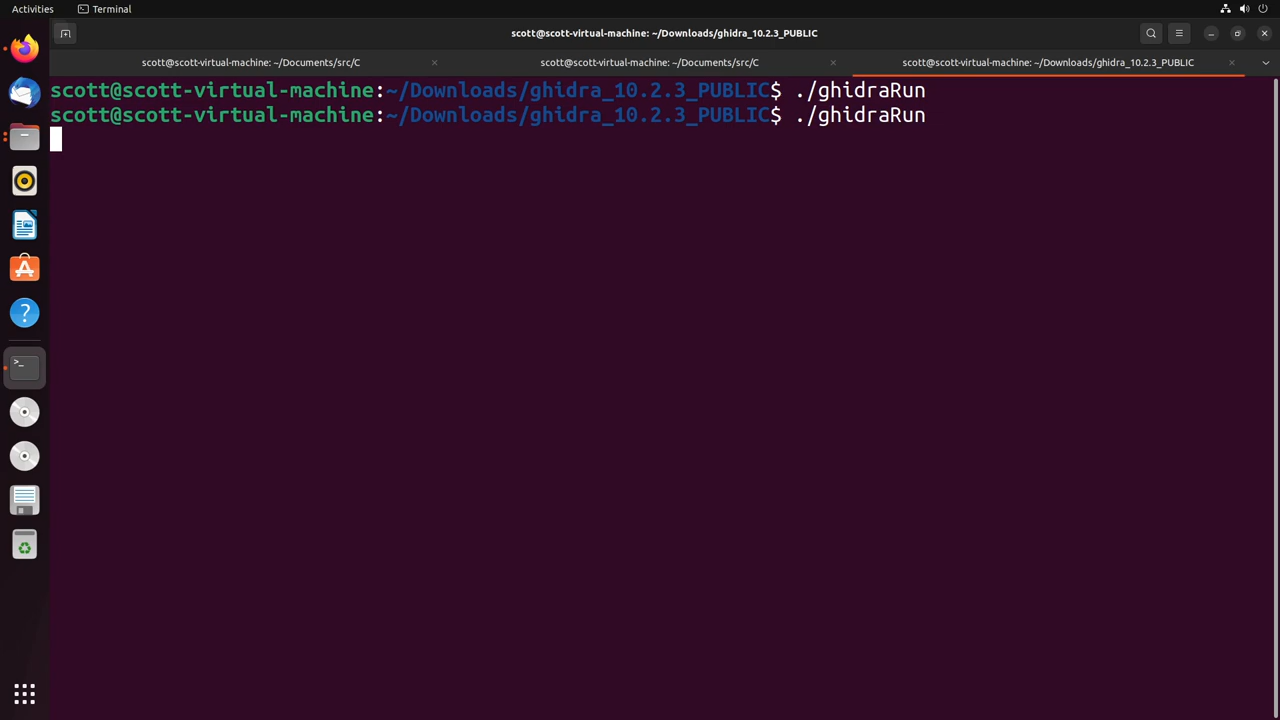 Activities
Terminal
scott@scott-virtual-machine: ~/Downloads/ghidra_10.2.3_PUBLIC
scott@scott-virtual-machine: ~/Documents/src/C
scott@scott-virtual-machine: ~/Documents/src/C
scott@scott-virtual-machine: ~/Downloads/ghidra_10.2.3_PUBLIC
scott@scott-virtual-machine:~/Downloads/ghidra_10.2.3_PUBLIC$ ./ghidraRun
scott@scott-virtual-machine:~/Downloads/ghidra_10.2.3_PUBLIC$ ./ghidraRun